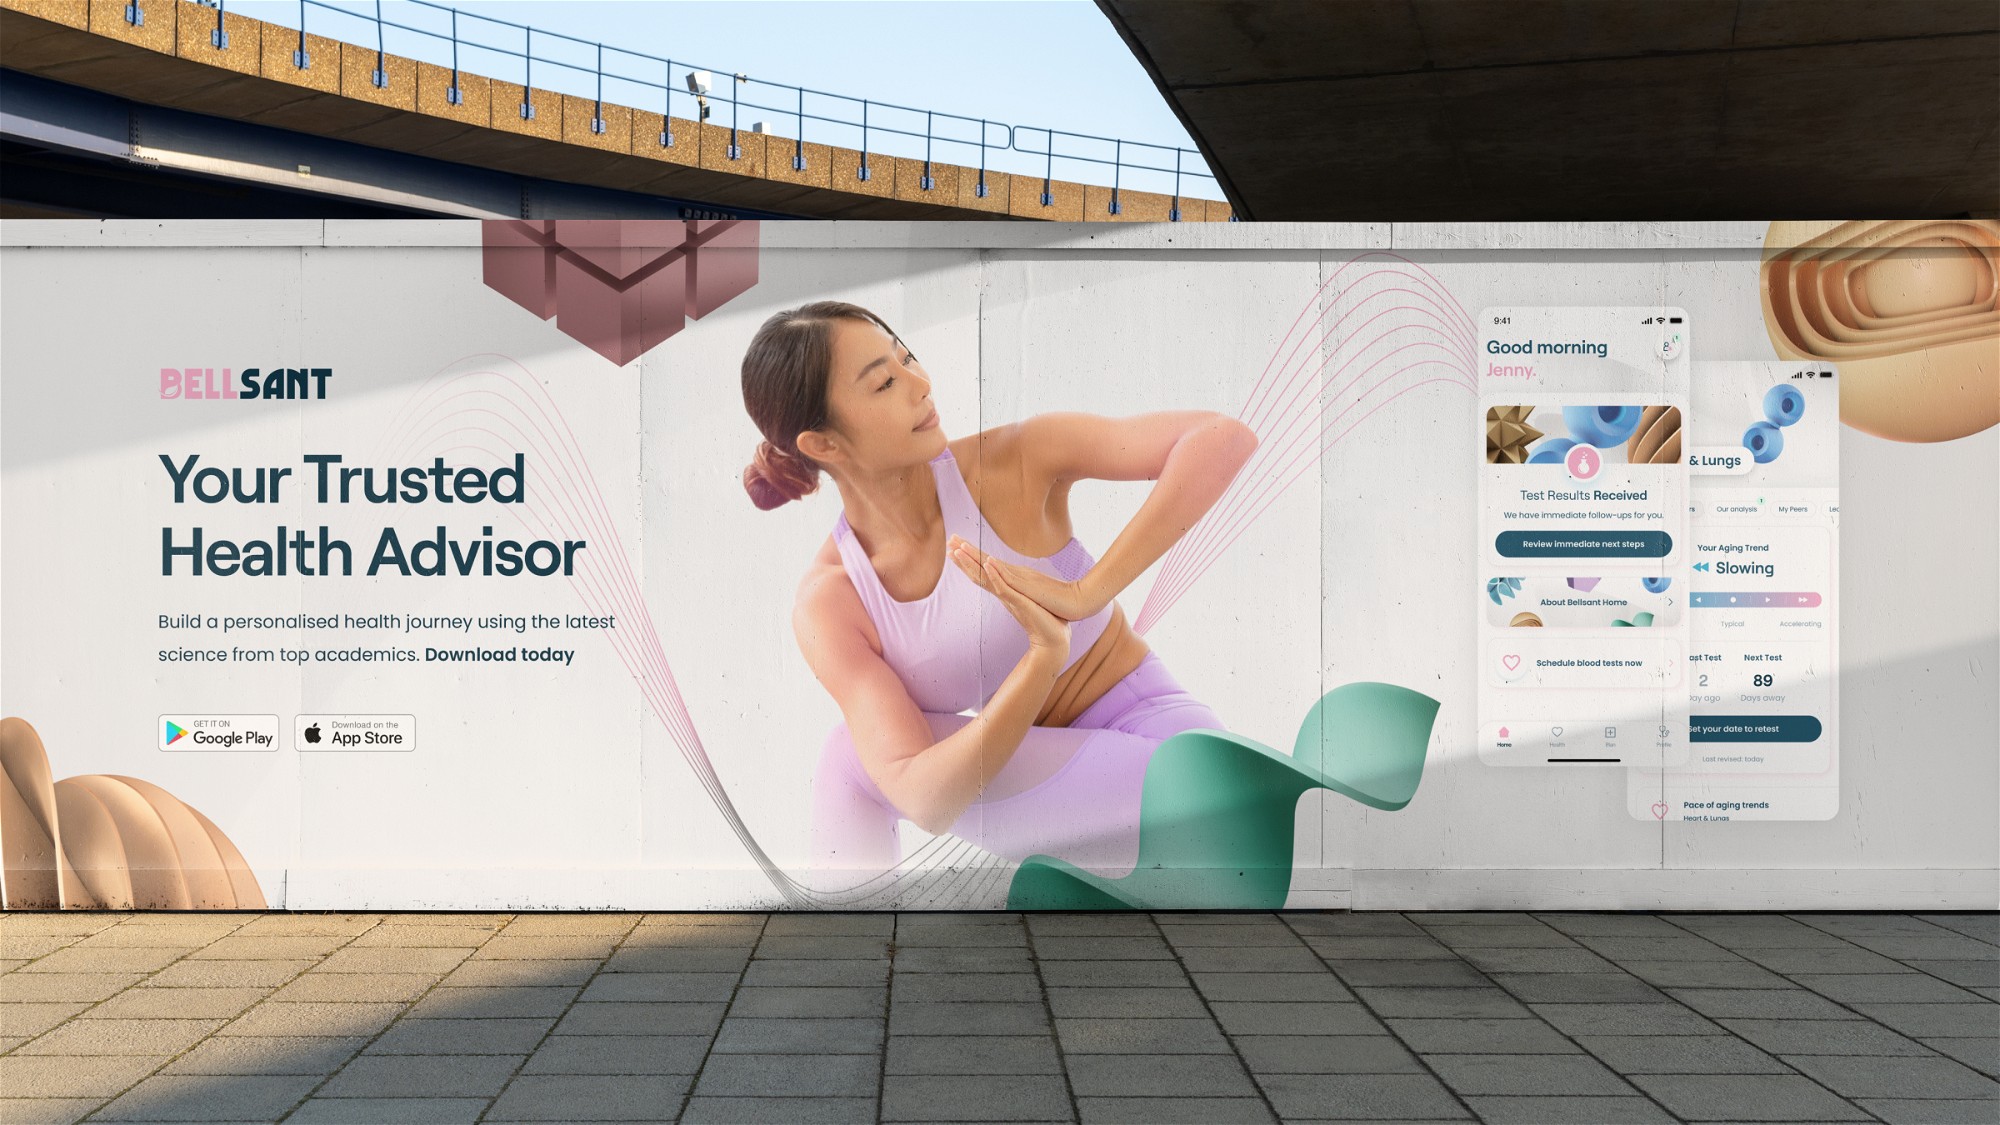 BELLSANT
Your Trusted
Health Advisor
Build a personalised health journey using the latest
science from top academics. Download today
GET IT ON
Google Play
Download on the
App Store
9:41
Good morning
Jenny.
Test Results Received
We have immediate follow-ups for you.
Review immediate next steps
About Bellsant Home
Schedule blood tests now
Home
Health
Plan
Profile
& Lungs
Our analysis
1
My Peers
Your Aging Trend
Slowing
Typical
Accelerating
Next Test
2
89
Day ago
Days away
your date to retest
Last revised: today
Pace of aging trends
Heart & Lungs